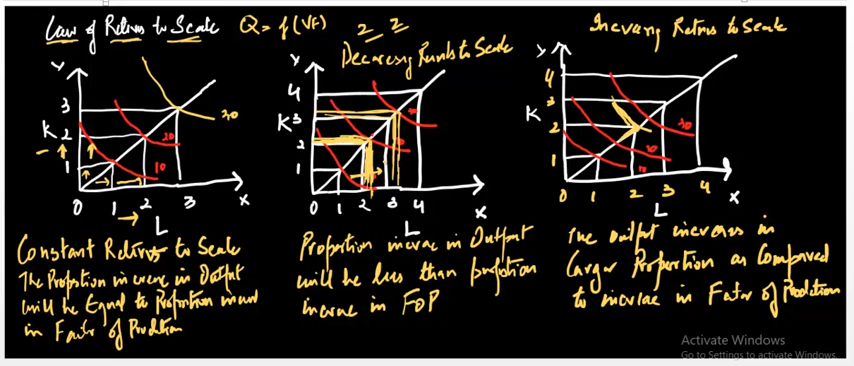 Law of Returns to Scale
Q = f (VF)
2 2
Decreasing Returns to Scale
Increasing Returns to Scale
Y
3
K 2
1
0 1 2 3
L
X
10
20
30
Y
4
K 3
2
1
0 1 2 3 4
L
X
Y
4
3
K
2
1
0 1 2 3 4
L
X
10
30
Constant Returns to Scale
The Proportion increase in Output
will be Equal to Proportion
in Factor of Production
Proportion increase in Output
will be less than proportion
increase in FOP
The output increases in
Larger Proportion as Compared
to increase in Factor of Production
Activate Windows
Go to Settings to activate Windows.